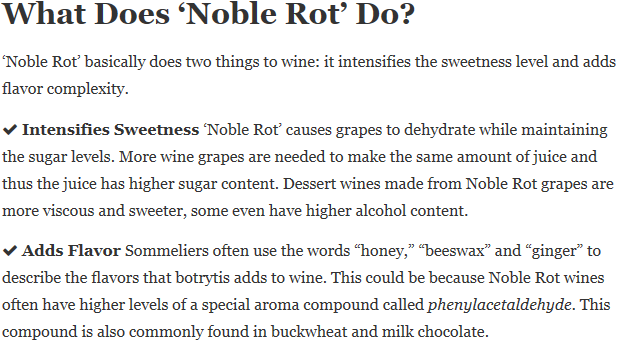 What Does ‘Noble Rot’ Do?
‘Noble Rot’ basically does two things to wine: it intensifies the sweetness level and adds
flavor complexity.
✔ Intensifies Sweetness ‘Noble Rot’ causes grapes to dehydrate while maintaining
the sugar levels. More wine grapes are needed to make the same amount of juice and
thus the juice has higher sugar content. Dessert wines made from Noble Rot grapes are
more viscous and sweeter, some even have higher alcohol content.
✔ Adds Flavor Sommeliers often use the words “honey,” “beeswax” and “ginger” to
describe the flavors that botrytis adds to wine. This could be because Noble Rot wines
often have higher levels of a special aroma compound called phenylacetaldehyde. This
compound is also commonly found in buckwheat and milk chocolate.